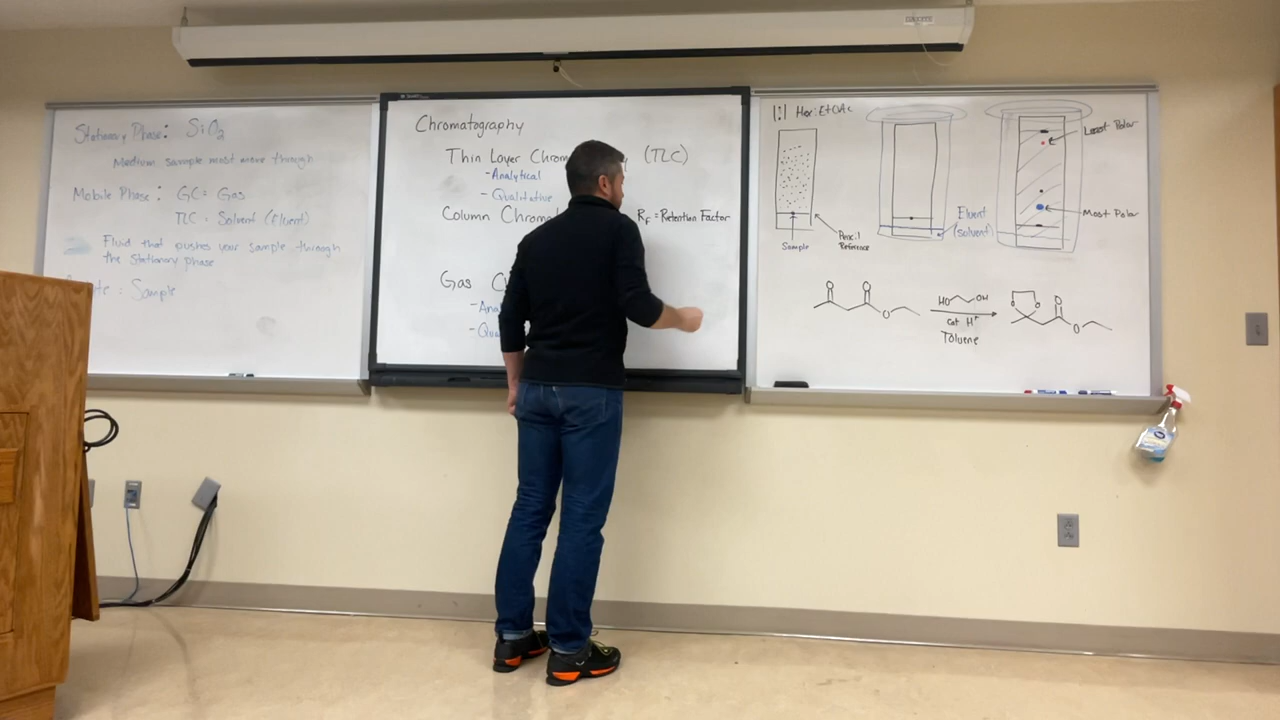 Stationary Phase: SiO2
Medium sample must move through
Mobile Phase: GC= Gas
TLC= Solvent (Eluent)
Fluid that pushes your sample through
the stationary phase
: Sample
Chromatography
Thin Layer Chrom (TLC)
-Analytical
-Qualitative
Column Chromat
RF = Retention Factor
Gas C
-Ana
-Qua
1:1 Hex:EtOAc
Sample
Pencil
Reference
Eluent
(solvent)
Least Polar
Most Polar
O O
O
HO OH
cat H+
Toluene
O O O
O